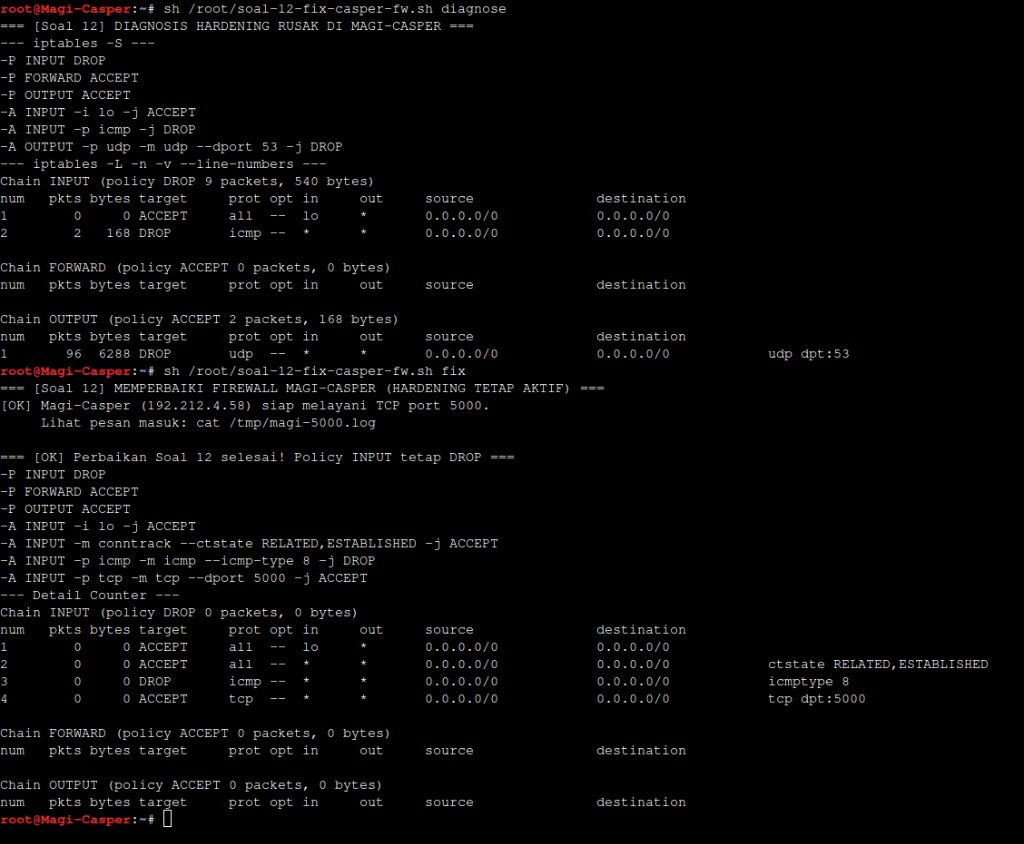 root@Magi-Casper:~# sh /root/soal-12-fix-casper-fw.sh diagnose
=== [Soal 12] DIAGNOSIS HARDENING RUSAK DI MAGI-CASPER ===
--- iptables -S ---
-P INPUT DROP
-P FORWARD ACCEPT
-P OUTPUT ACCEPT
-A INPUT -i lo -j ACCEPT
-A INPUT -p icmp -j DROP
-A OUTPUT -p udp -m udp --dport 53 -j DROP
--- iptables -L -n -v --line-numbers ---
Chain INPUT (policy DROP 9 packets, 540 bytes)
num   pkts bytes target     prot opt in     out     source               destination
1        0     0 ACCEPT     all  --  lo     *       0.0.0.0/0            0.0.0.0/0
2        2   168 DROP       icmp --  *      *       0.0.0.0/0            0.0.0.0/0

Chain FORWARD (policy ACCEPT 0 packets, 0 bytes)
num   pkts bytes target     prot opt in     out     source               destination

Chain OUTPUT (policy ACCEPT 2 packets, 168 bytes)
num   pkts bytes target     prot opt in     out     source               destination
1       96  6288 DROP       udp  --  *      *       0.0.0.0/0            0.0.0.0/0            udp dpt:53
root@Magi-Casper:~# sh /root/soal-12-fix-casper-fw.sh fix
=== [Soal 12] MEMPERBAIKI FIREWALL MAGI-CASPER (HARDENING TETAP AKTIF) ===
[OK] Magi-Casper (192.212.4.58) siap melayani TCP port 5000.
     Lihat pesan masuk: cat /tmp/magi-5000.log

=== [OK] Perbaikan Soal 12 selesai! Policy INPUT tetap DROP ===
-P INPUT DROP
-P FORWARD ACCEPT
-P OUTPUT ACCEPT
-A INPUT -i lo -j ACCEPT
-A INPUT -m conntrack --ctstate RELATED,ESTABLISHED -j ACCEPT
-A INPUT -p icmp -m icmp --icmp-type 8 -j DROP
-A INPUT -p tcp -m tcp --dport 5000 -j ACCEPT
--- Detail Counter ---
Chain INPUT (policy DROP 0 packets, 0 bytes)
num   pkts bytes target     prot opt in     out     source               destination
1        0     0 ACCEPT     all  --  lo     *       0.0.0.0/0            0.0.0.0/0
2        0     0 ACCEPT     all  --  *      *       0.0.0.0/0            0.0.0.0/0            ctstate RELATED,ESTABLISHED
3        0     0 DROP       icmp --  *      *       0.0.0.0/0            0.0.0.0/0            icmptype 8
4        0     0 ACCEPT     tcp  --  *      *       0.0.0.0/0            0.0.0.0/0            tcp dpt:5000

Chain FORWARD (policy ACCEPT 0 packets, 0 bytes)
num   pkts bytes target     prot opt in     out     source               destination

Chain OUTPUT (policy ACCEPT 0 packets, 0 bytes)
num   pkts bytes target     prot opt in     out     source               destination
root@Magi-Casper:~#